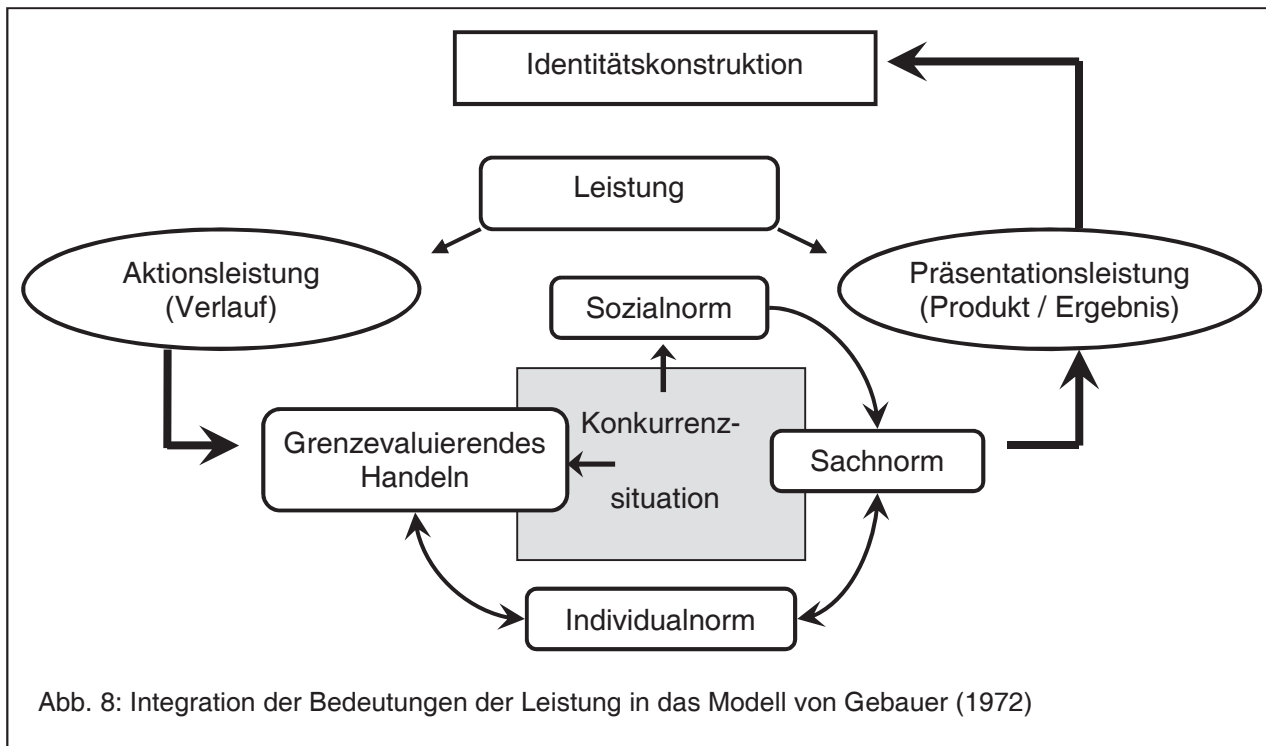 Identitätskonstruktion
Leistung
Aktionsleistung
(Verlauf)
Präsentationsleistung
(Produkt / Ergebnis)
Sozialnorm
Grenzevaluierendes
Handeln
Konkurrenz-
situation
Sachnorm
Individualnorm
Abb. 8: Integration der Bedeutungen der Leistung in das Modell von Gebauer (1972)